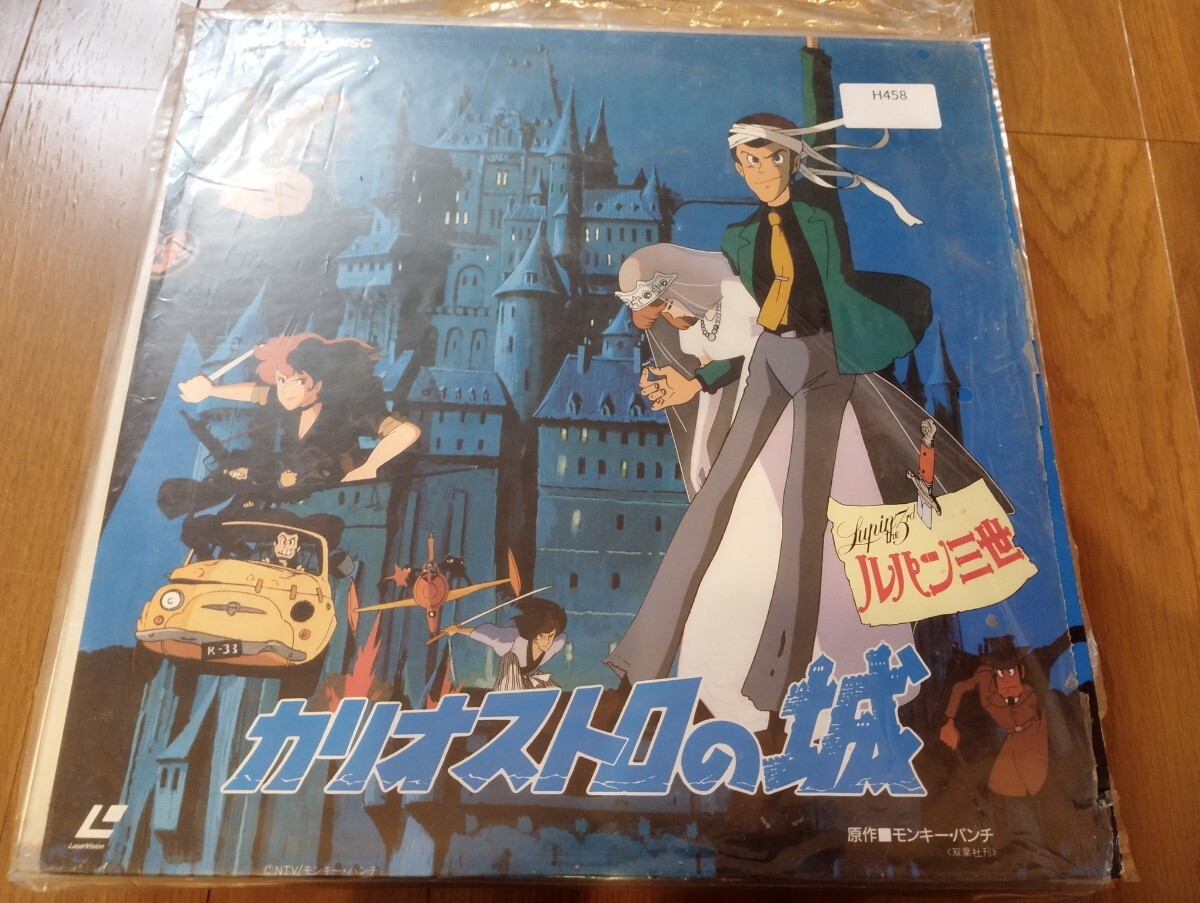 DISC
H458
Lupin the 3rd
ルパン三世
R-33
カリオストロの城
LaserVision
原作■モンキー・パンチ
〈双葉社刊〉
©NTV/モンキー・パンチ